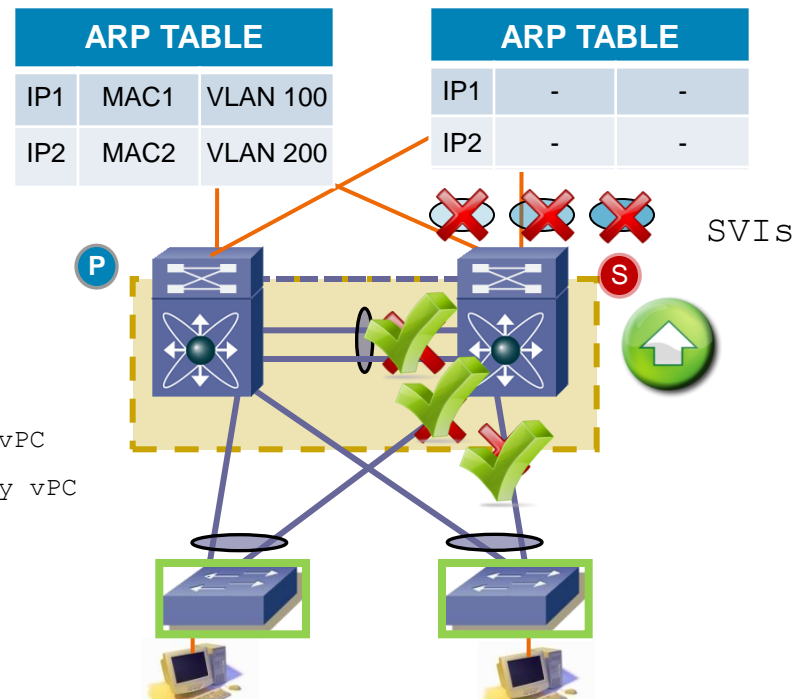 ARP TABLE
IP1 MAC1 VLAN 100
IP2 MAC2 VLAN 200
ARP TABLE
IP1 - -
IP2 - -
SVIs
P
S
vPC
y vPC